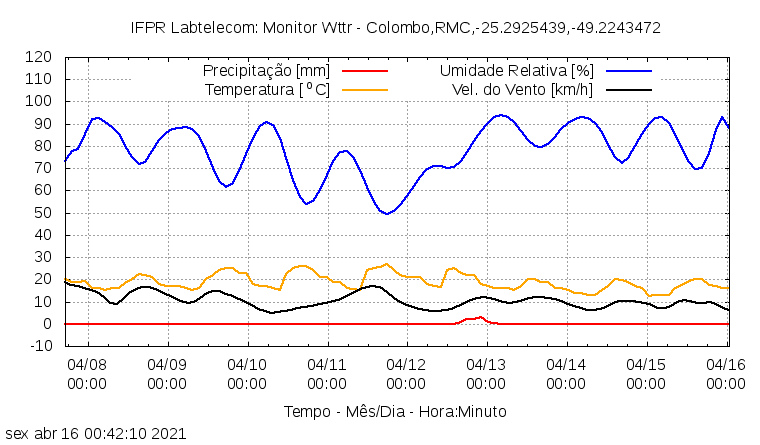 IFPR Labtelecom: Monitor Wttr - Colombo,RMC,-25.2925439,-49.2243472
Precipitação [mm] Umidade Relativa [%]
Temperatura [⁰C] Vel. do Vento [km/h]
120
110
100
90
80
70
60
50
40
30
20
10
0
-10
04/08 04/09 04/10 04/11 04/12 04/13 04/14 04/15 04/16
00:00 00:00 00:00 00:00 00:00 00:00 00:00 00:00 00:00
Tempo - Mês/Dia - Hora:Minuto
sex abr 16 00:42:10 2021